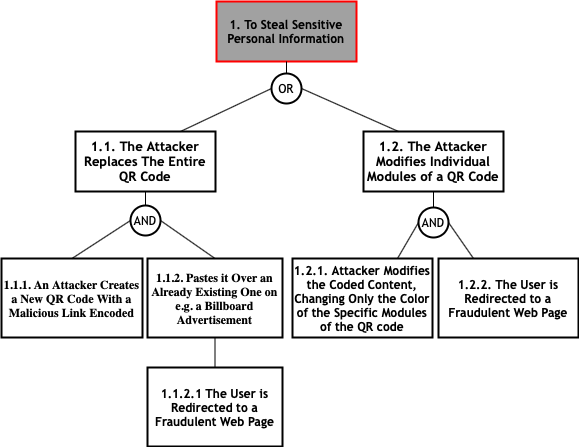 1. To Steal Sensitive
Personal Information
OR
1.1. The Attacker
Replaces The Entire
QR Code
1.2. The Attacker
Modifies Individual
Modules of a QR Code
AND
AND
1.1.1. An Attacker Creates
a New QR Code With a
Malicious Link Encoded
1.1.2. Pastes it Over an
Already Existing One on
e.g. a Billboard
Advertisement
1.2.1. Attacker Modifies
the Coded Content,
Changing Only the Color
of the Specific Modules
of the QR code
1.2.2. The User is
Redirected to a
Fraudulent Web Page
1.1.2.1 The User is
Redirected to a
Fraudulent Web Page